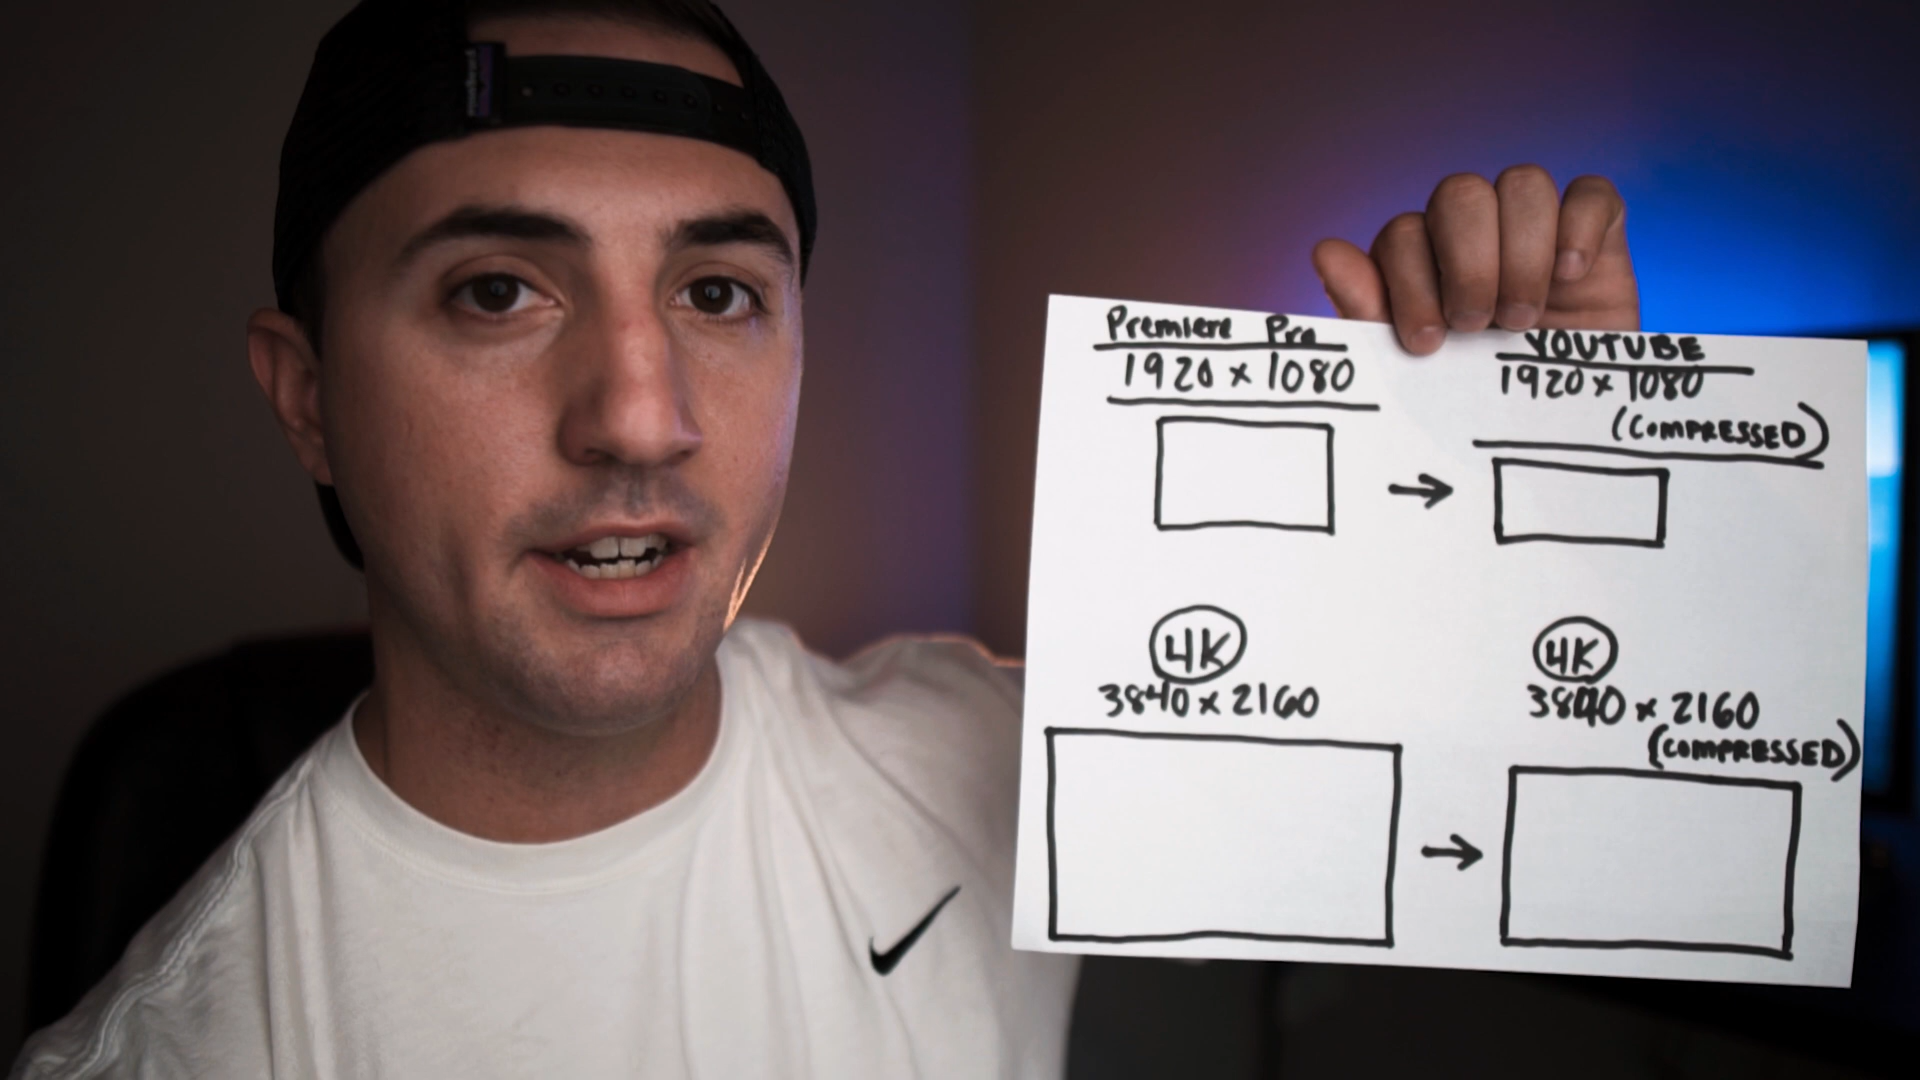 Premiere Pro
1920 x 1080
YOUTUBE
1920 x 1080
(COMPRESSED)
4K
3840 x 2160
4K
3840 x 2160
(COMPRESSED)